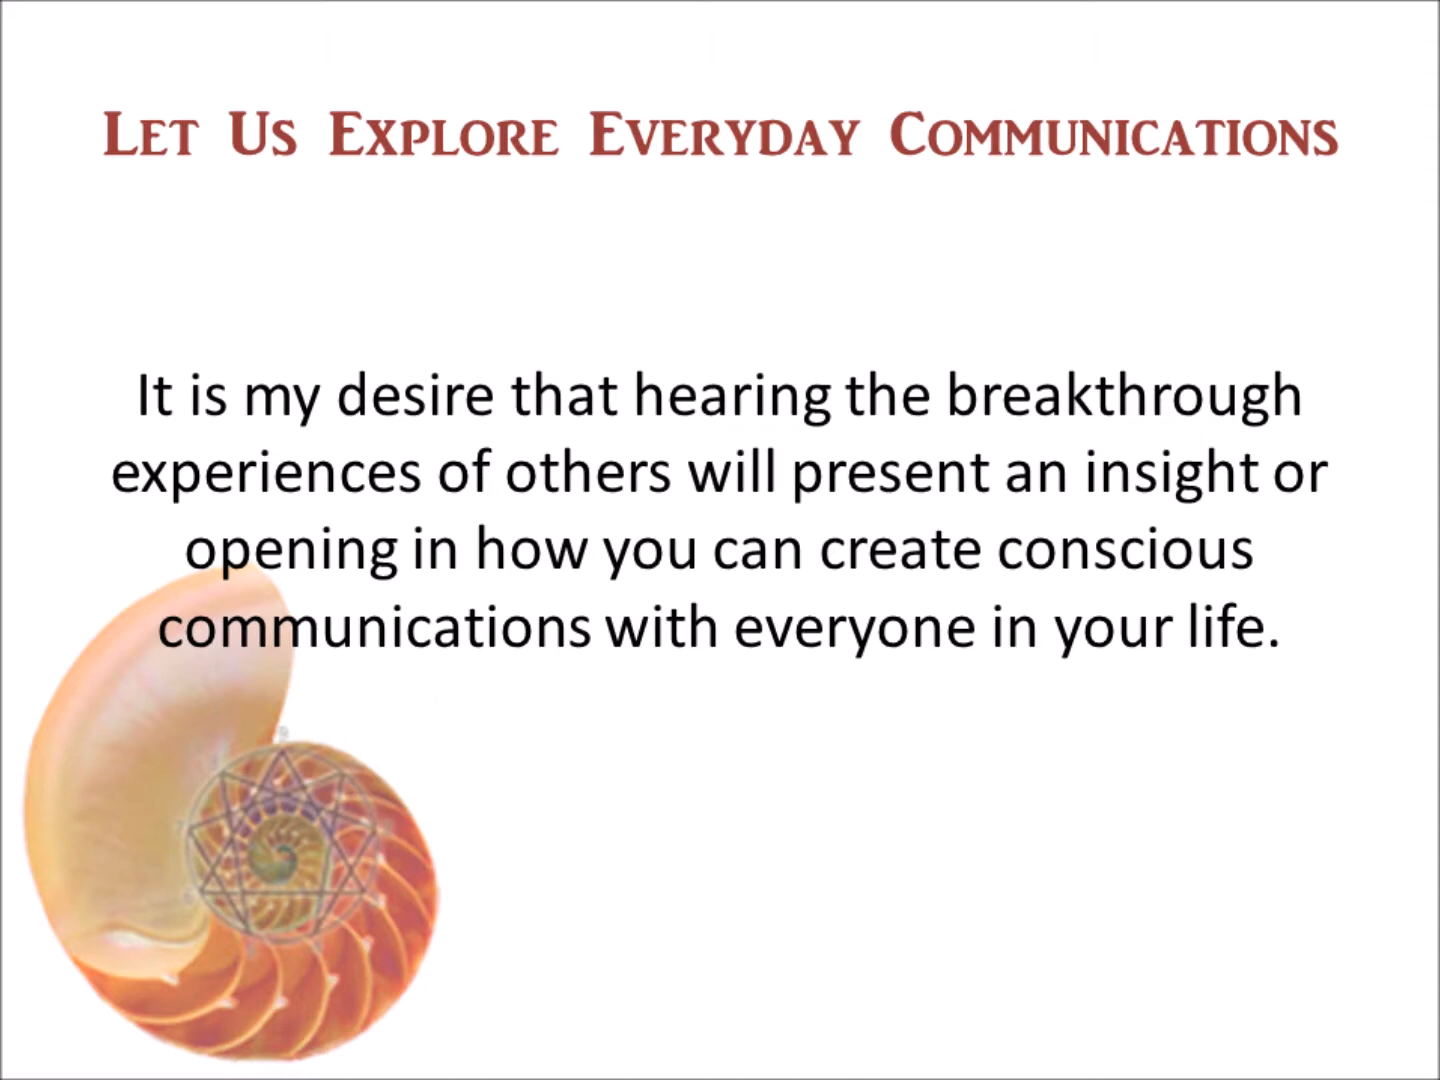 Let Us Explore Everyday Communications
It is my desire that hearing the breakthrough
experiences of others will present an insight or
opening in how you can create conscious
communications with everyone in your life.